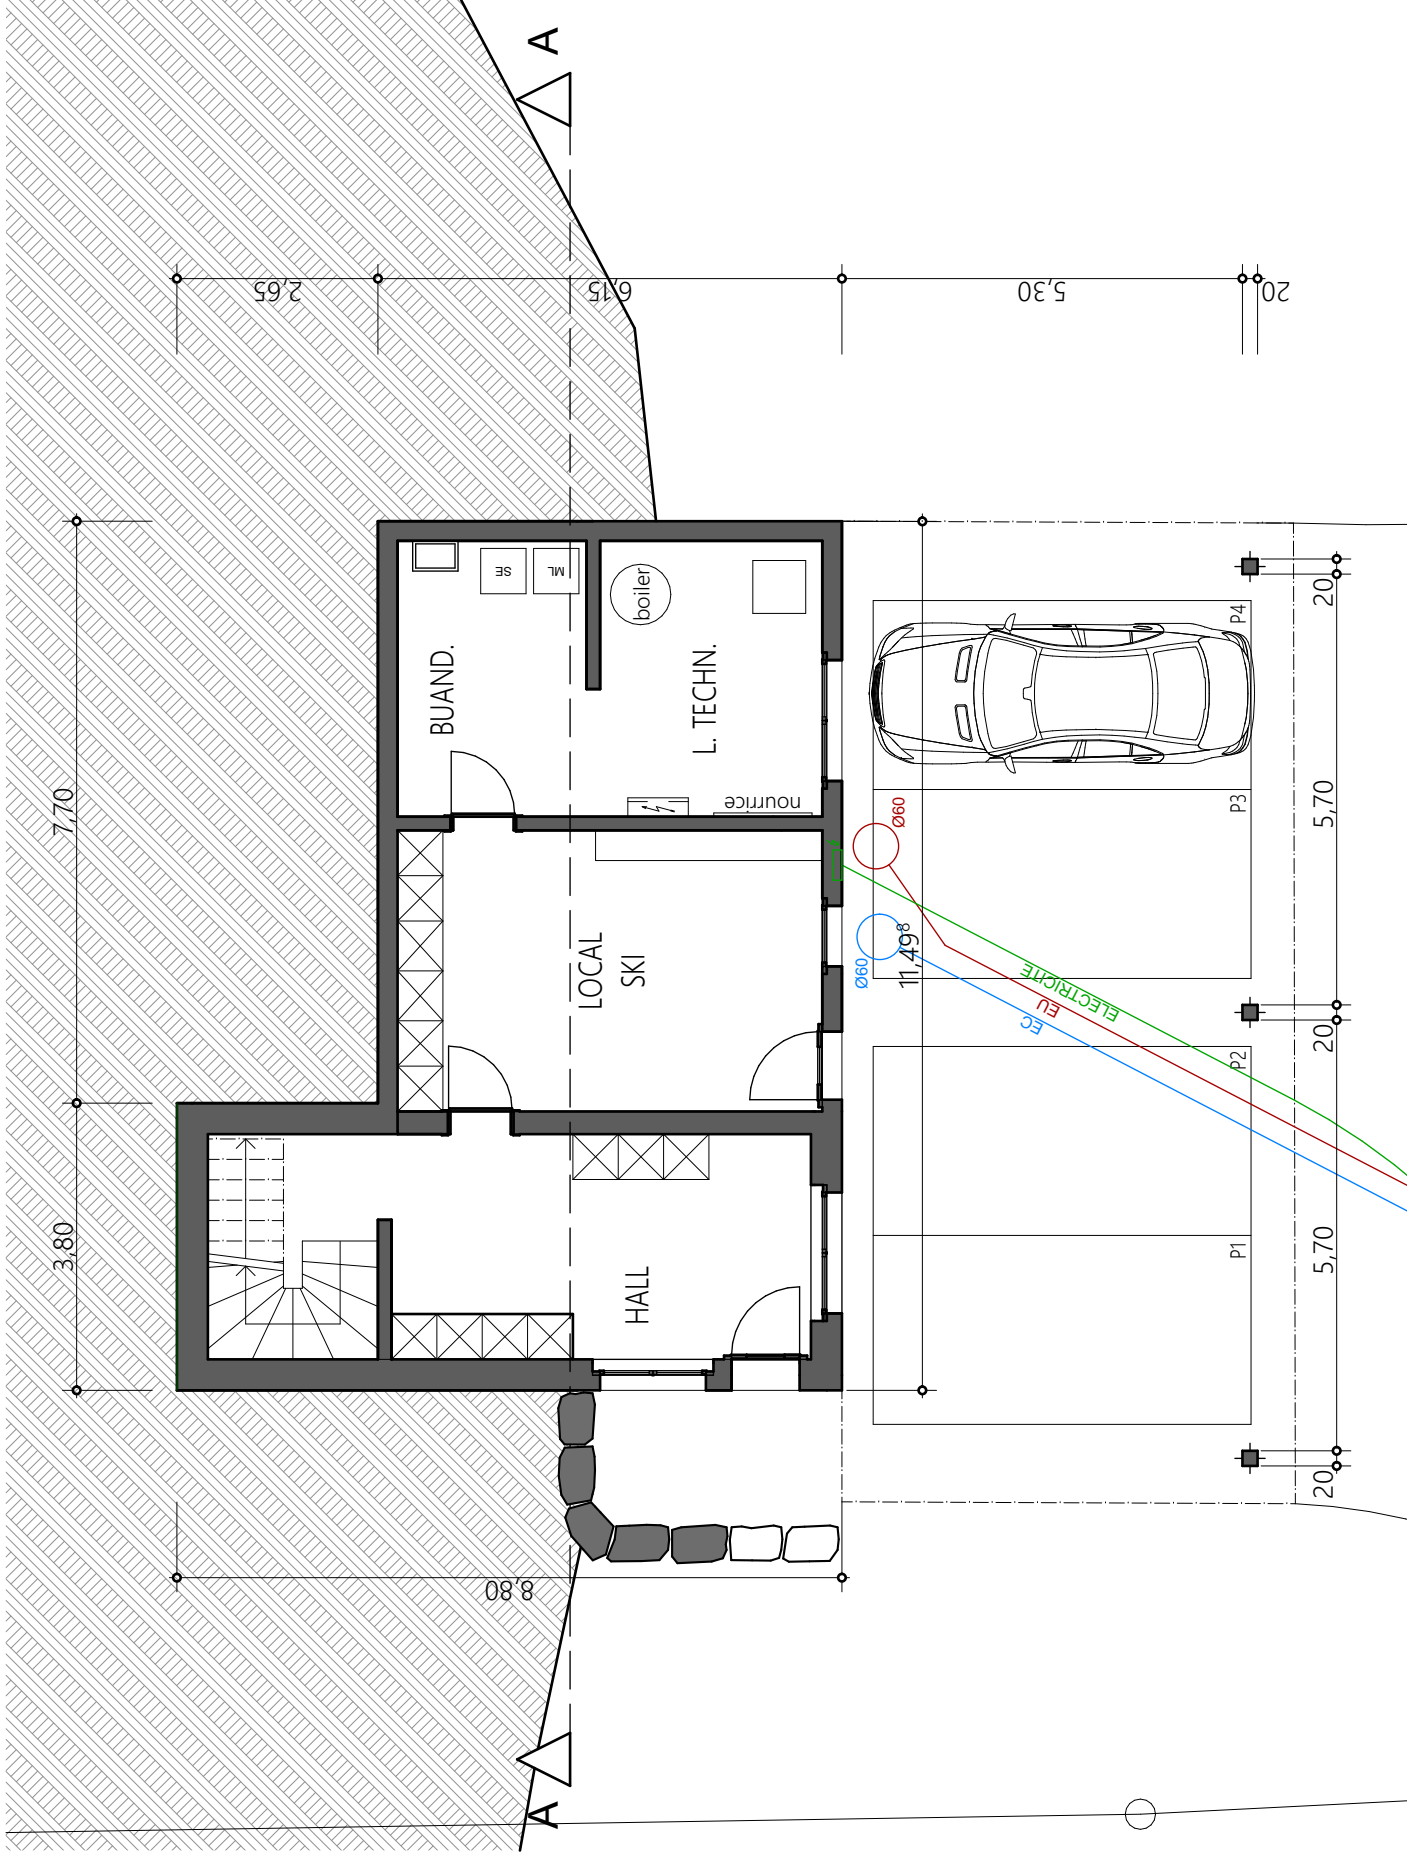 A
2,65
6,15
5,30
20
7,70
3,80
SE
ML
boiler
BUAND.
L. TECHN.
nourrice
LOCAL
SKI
HALL
P4
P3
P2
P1
Ø60
Ø60
11,49⁸
ELECTRICITE
EU
EC
20
5,70
20
5,70
20
8,80
A